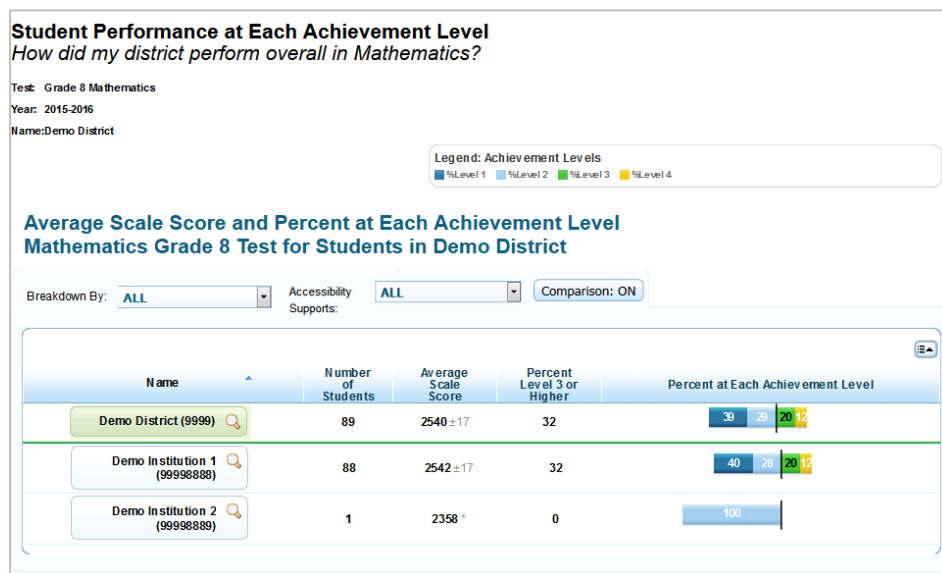 Student Performance at Each Achievement Level
How did my district perform overall in Mathematics?
Test: Grade 8 Mathematics
Year: 2015-2016
Name:Demo District
Legend: Achievement Levels
%Level 1 %Level 2 %Level 3 %Level 4
Average Scale Score and Percent at Each Achievement Level
Mathematics Grade 8 Test for Students in Demo District
Breakdown By: ALL
Accessibility
Supports:
ALL
Comparison: ON
Name
Number
of
Students
Average
Scale
Score
Percent
Level 3 or
Higher
Percent at Each Achievement Level
Demo District (9999) 89 2540 ±17 32 39 29 20 12
Demo Institution 1
(99998888)
88 2542 ±17 32 40 28 20 12
Demo Institution 2
(99998889)
1 2358 * 0 100